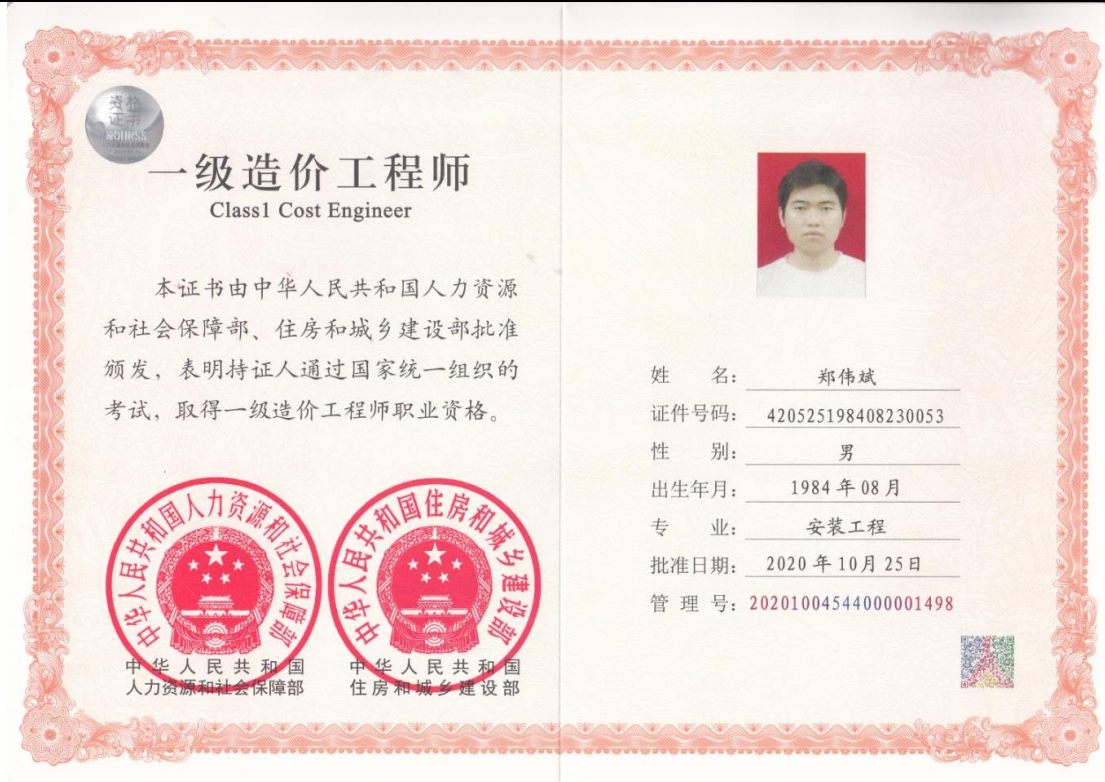 资格
证书
MOHRSS
一级造价工程师
Class1 Cost Engineer
本证书由中华人民共和国人力资源
和社会保障部、住房和城乡建设部批准
颁发，表明持证人通过国家统一组织的
考试，取得一级造价工程师职业资格。
中华人民共和国人力资源和社会保障部
中华人民共和国住房和城乡建设部
中华人民共和国
人力资源和社会保障部
中华人民共和国
住房和城乡建设部
姓 名： 郑伟斌
证件号码： 420525198408230053
性 别： 男
出生年月： 1984年08月
专 业： 安装工程
批准日期： 2020年10月25日
管 理 号： 20201004544000001498